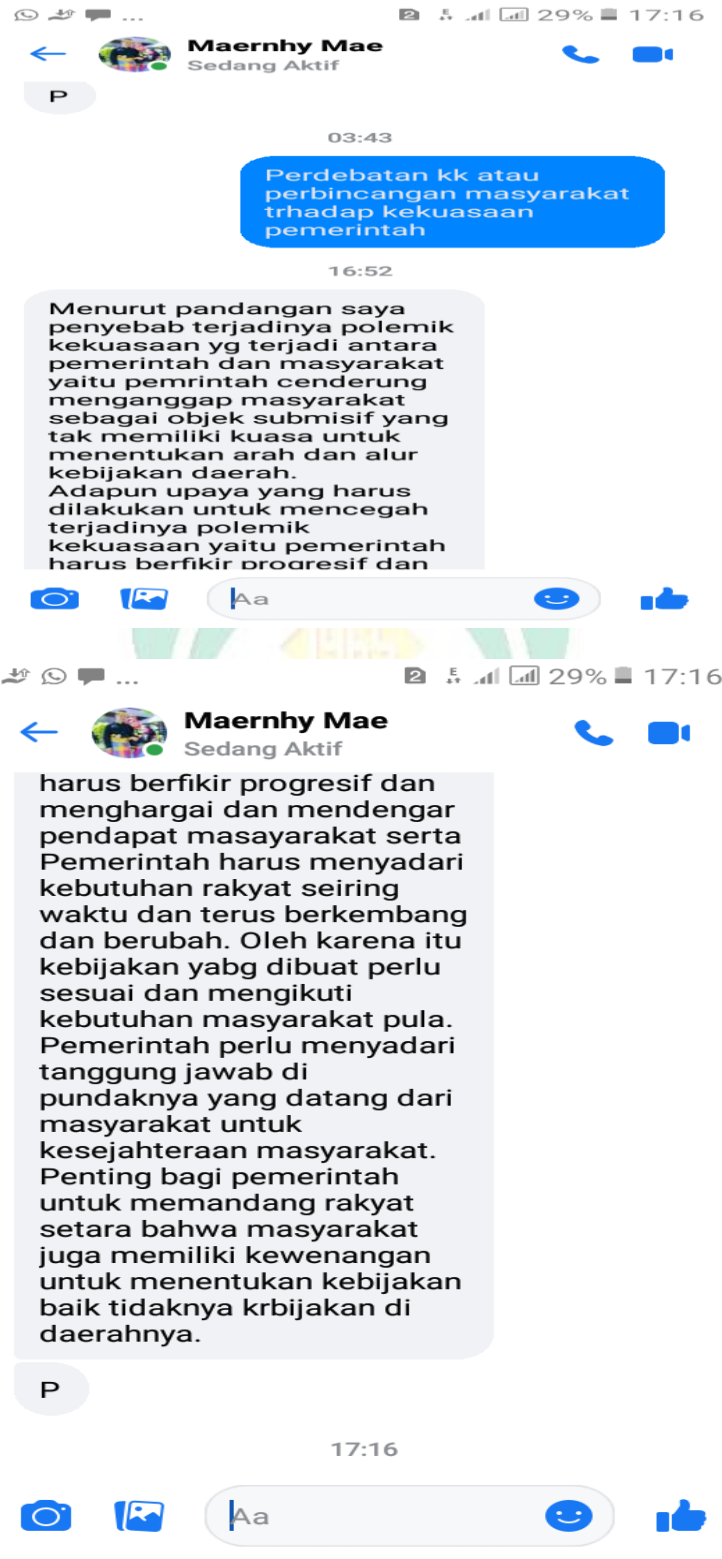 ... 2 29% 17:16
Maernhy Mae
Sedang Aktif
P
03:43
Perdebatan kk atau
perbincangan masyarakat
trhadap kekuasaan
pemerintah
16:52
Menurut pandangan saya
penyebab terjadinya polemik
kekuasaan yg terjadi antara
pemerintah dan masyarakat
yaitu pemrintah cenderung
menganggap masyarakat
sebagai objek submisif yang
tak memiliki kuasa untuk
menentukan arah dan alur
kebijakan daerah.
Adapun upaya yang harus
dilakukan untuk mencegah
terjadinya polemik
kekuasaan yaitu pemerintah
harus berfikir progresif dan
Aa
... 2 E 29% 17:16
Maernhy Mae
Sedang Aktif
harus berfikir progresif dan
menghargai dan mendengar
pendapat masayarakat serta
Pemerintah harus menyadari
kebutuhan rakyat seiring
waktu dan terus berkembang
dan berubah. Oleh karena itu
kebijakan yabg dibuat perlu
sesuai dan mengikuti
kebutuhan masyarakat pula.
Pemerintah perlu menyadari
tanggung jawab di
pundaknya yang datang dari
masyarakat untuk
kesejahteraan masyarakat.
Penting bagi pemerintah
untuk memandang rakyat
setara bahwa masyarakat
juga memiliki kewenangan
untuk menentukan kebijakan
baik tidaknya krbijakan di
daerahnya.
P
17:16
Aa